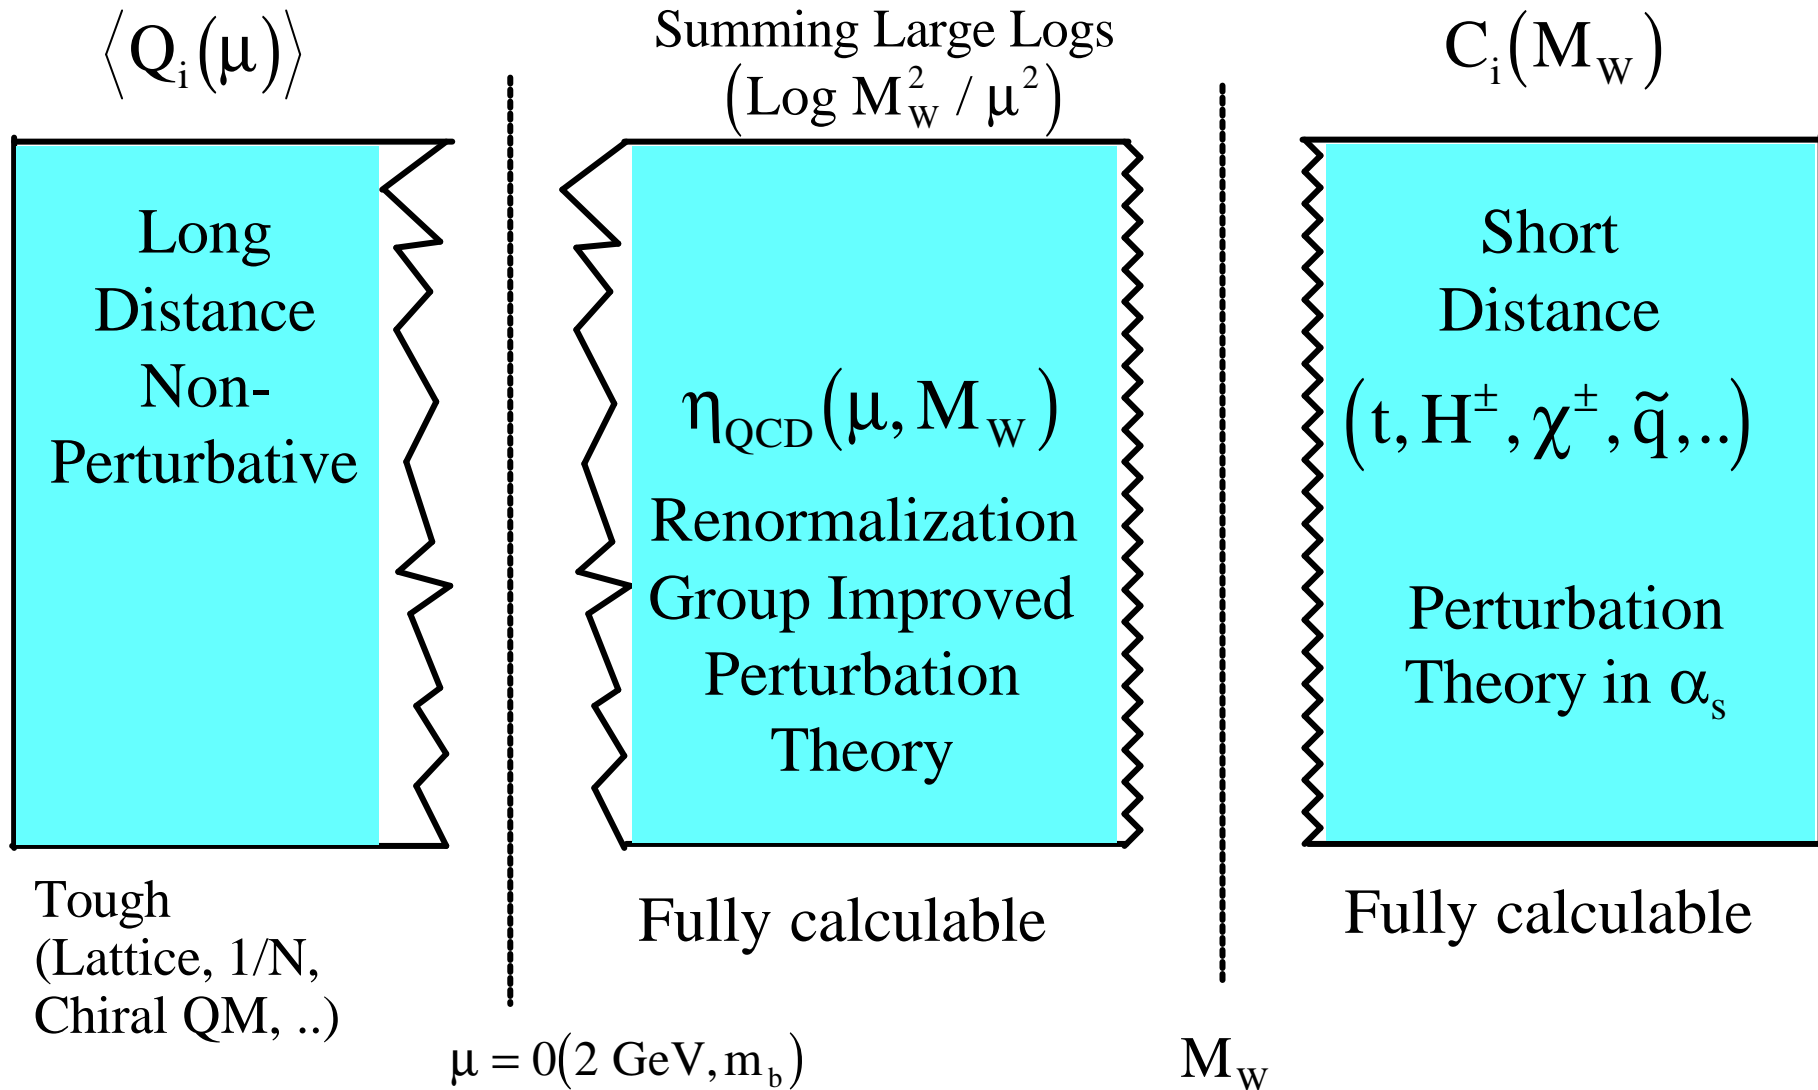 ⟨Q_i(μ)⟩
Long
Distance
Non-
Perturbative
Tough
(Lattice, 1/N,
Chiral QM, ..)
μ = 0(2 GeV, m_b)
Summing Large Logs
(Log M_W^2 / μ^2)
η_QCD(μ, M_W)
Renormalization
Group Improved
Perturbation
Theory
Fully calculable
M_W
C_i(M_W)
Short
Distance
(t, H^±, χ^±, q̃, ..)
Perturbation
Theory in α_s
Fully calculable